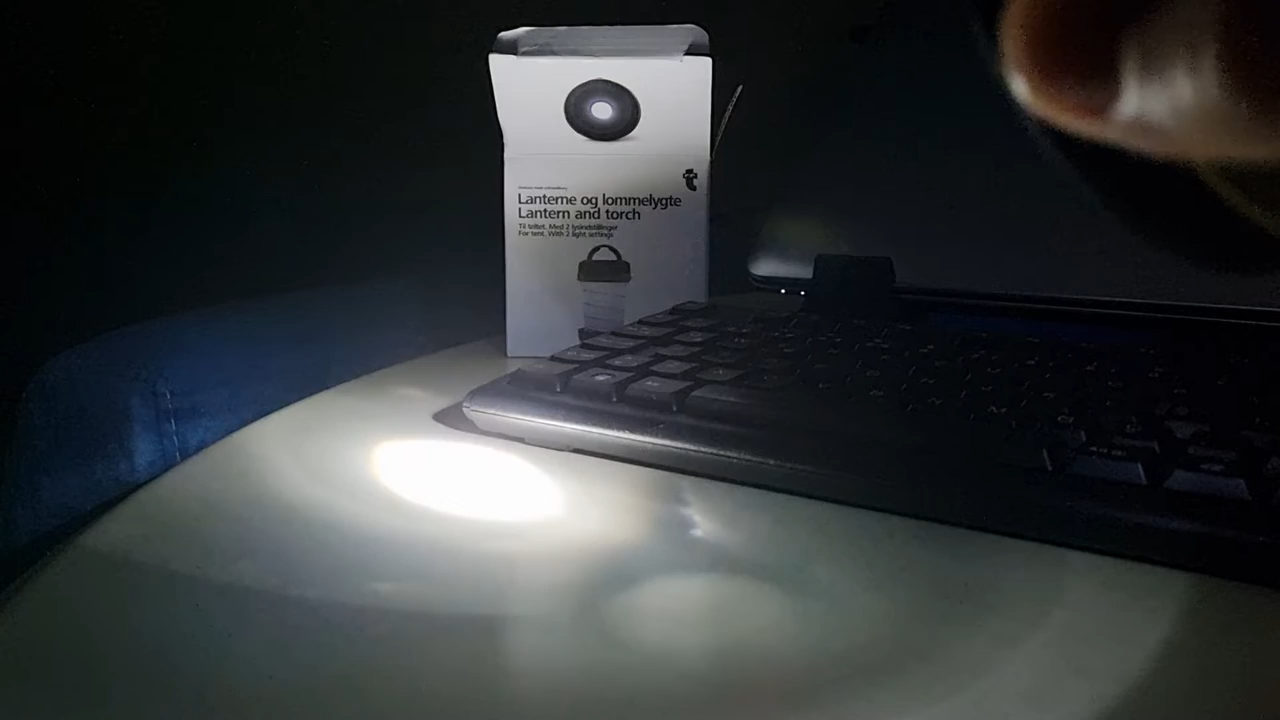 Lanterne og lommelygte
Lantern and torch
Til teltet. Med 2 lysindstillinger
For tent. With 2 light settings